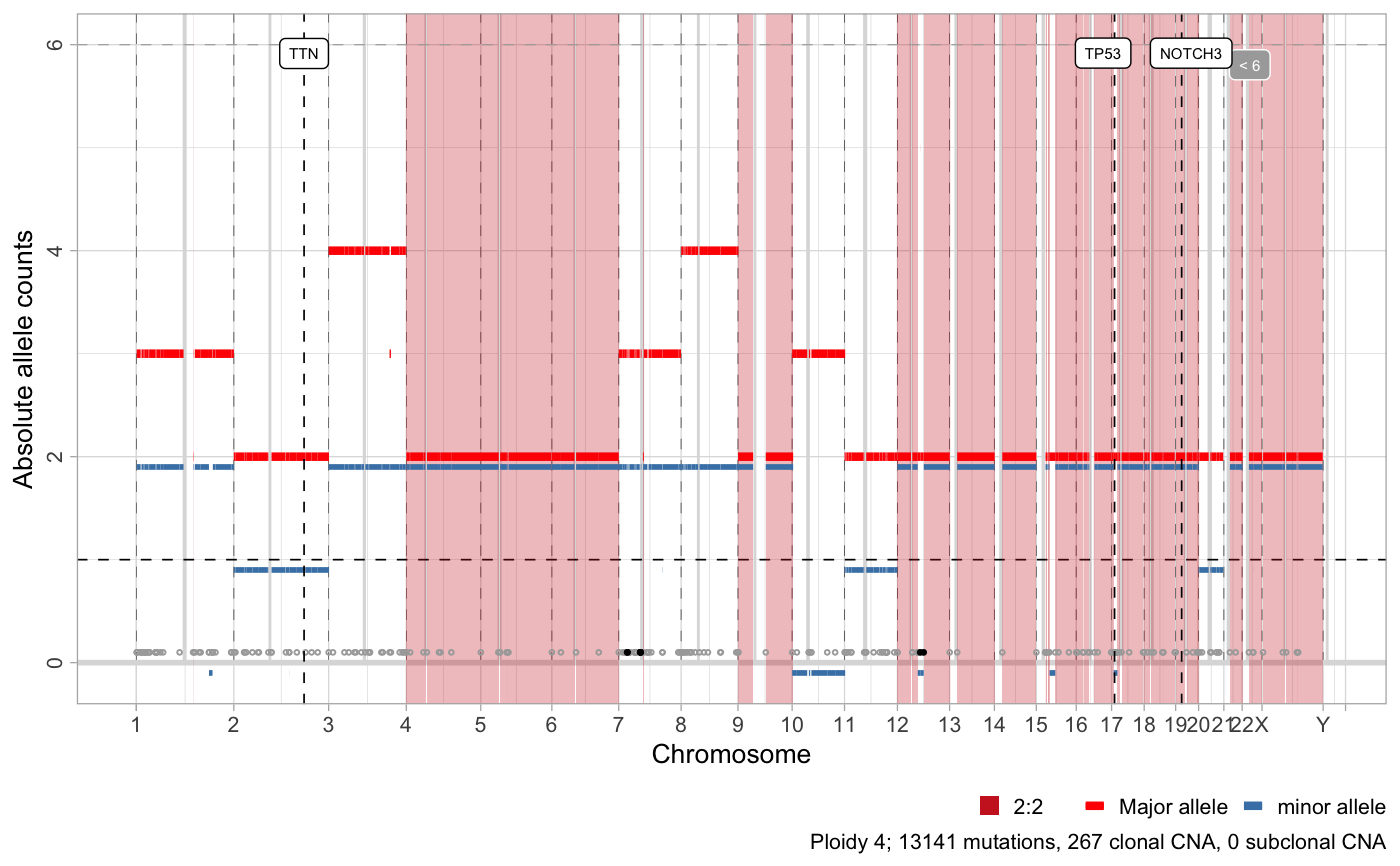 6
TTN
TP53
NOTCH3
< 6
4
2
0
Absolute allele counts
1 2 3 4 5 6 7 8 9 10 11 12 13 14 15 16 17 18 19 20 21 22 X Y
Chromosome
2:2 Major allele minor allele
Ploidy 4; 13141 mutations, 267 clonal CNA, 0 subclonal CNA